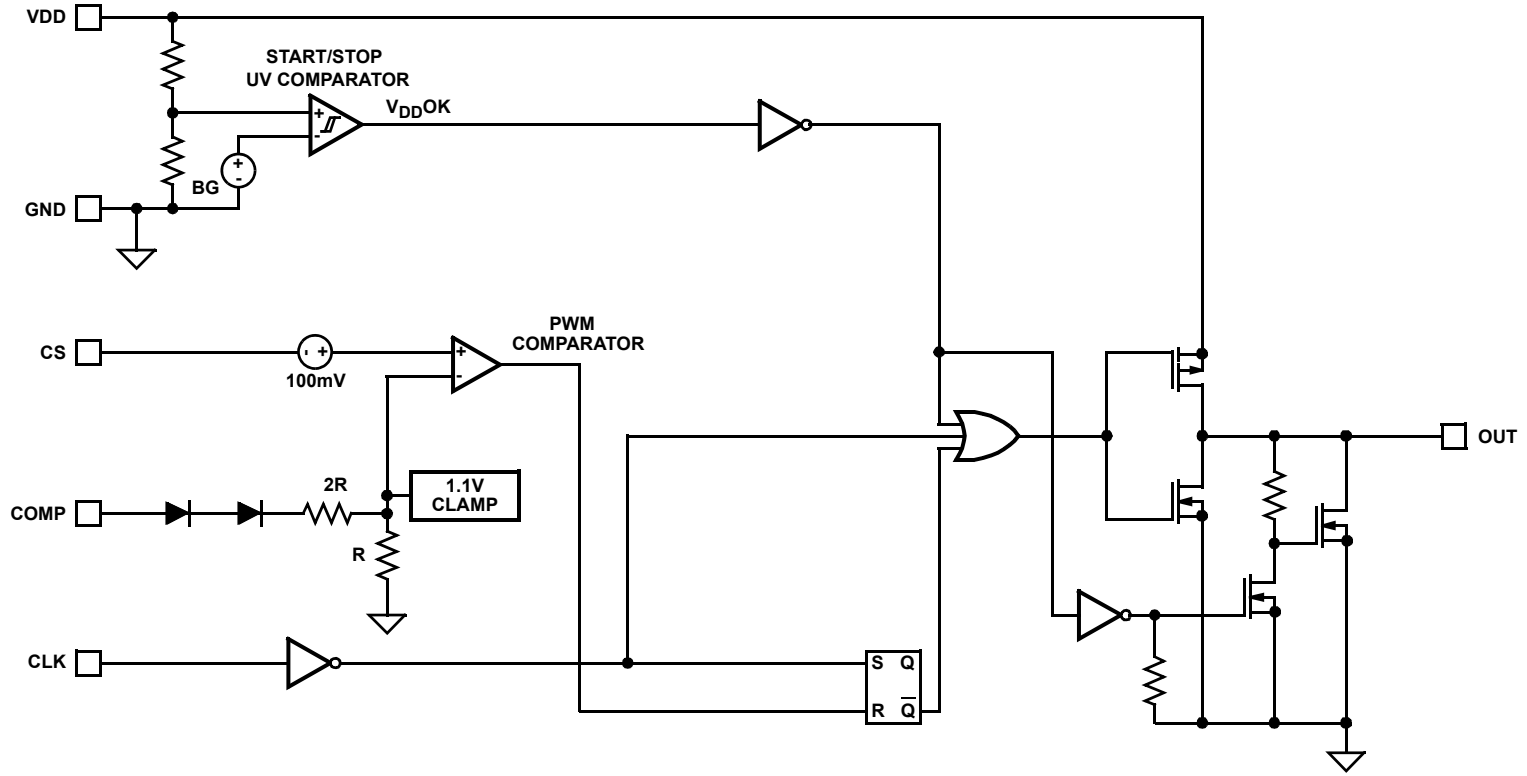 VDD
START/STOP
UV COMPARATOR
+
-
VDDOK
+
-
BG
GND
CS
- +
100mV
PWM
COMPARATOR
+
-
COMP
2R
1.1V
CLAMP
R
CLK
S Q
R Q̅
OUT